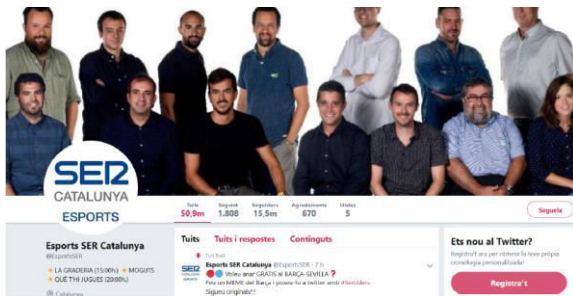 SER
CATALUNYA
ESPORTS
Tuits
50,9m
Seguint
1.808
Seguidors
15,5m
Agradaments
670
Llistes
5
Segueix
Esports SER Catalunya
@EsportsSER
LA GRADERIA (15:00h) MOGUTS
QUÈ T'HI JUGUES (20:00h)
Catalunya
Tuits Tuits i respostes Continguts
Tuit fixat
Esports SER Catalunya @EsportsSER · 7 h
Voleu anar GRATIS al BARÇA-SEVILLA ?
Feu un MEME del Barça i poseu-lo a twitter amb
Sigueu originals!!!
Ets nou al Twitter?
Registra't ara per obtenir la teva pròpia
cronologia personalitzada!
Registra't